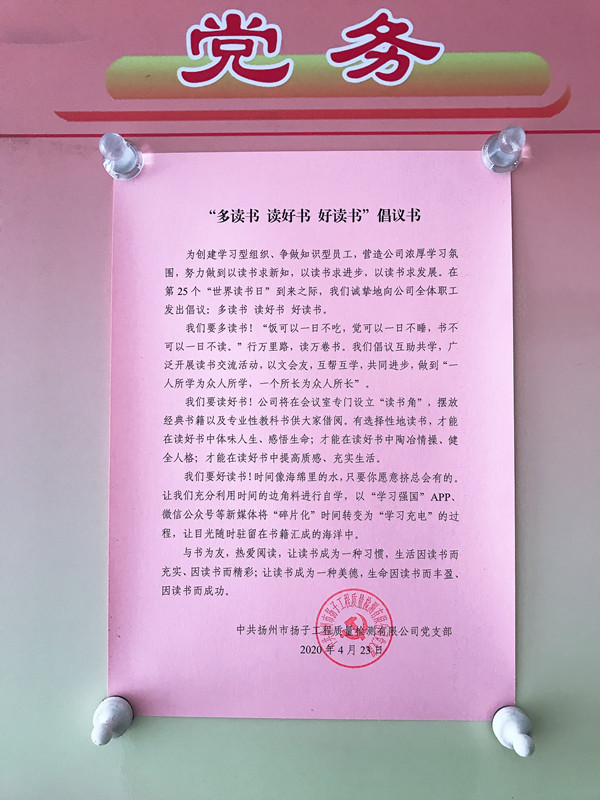 党务
“多读书 读好书 好读书”倡议书
为创建学习型组织、争做知识型员工，营造公司浓厚学习氛
围，努力做到以读书求新知，以读书求进步，以读书求发展。在
第25个“世界读书日”到来之际，我们诚挚地向公司全体职工
发出倡议：多读书 读好书 好读书。
我们要多读书！“饭可以一日不吃，觉可以一日不睡，书不
可以一日不读。”行万里路，读万卷书。我们倡议互助共学，广
泛开展读书交流活动，以文会友，互帮互学，共同进步，做到“一
人所学为众人所学，一个所长为众人所长”。
我们要读好书！公司将在会议室专门设立“读书角”，摆放
经典书籍以及专业性教科书供大家借阅。有选择性地读书，才能
在读好书中体味人生、感悟生命；才能在读好书中陶冶情操、健
全人格；才能在读好书中提高质感、充实生活。
我们要好读书！时间像海绵里的水，只要你愿意挤总会有的。
让我们充分利用时间的边角料进行自学，以“学习强国”APP、
微信公众号等新媒体将“碎片化”时间转变为“学习充电”的过
程，让目光随时驻留在书籍汇成的海洋中。
与书为友，热爱阅读，让读书成为一种习惯，生活因读书而
充实、因读书而精彩；让读书成为一种美德，生命因读书而丰盈、
因读书而成功。
中共扬州市扬子工程质量检测有限公司党支部
2020年4月23日